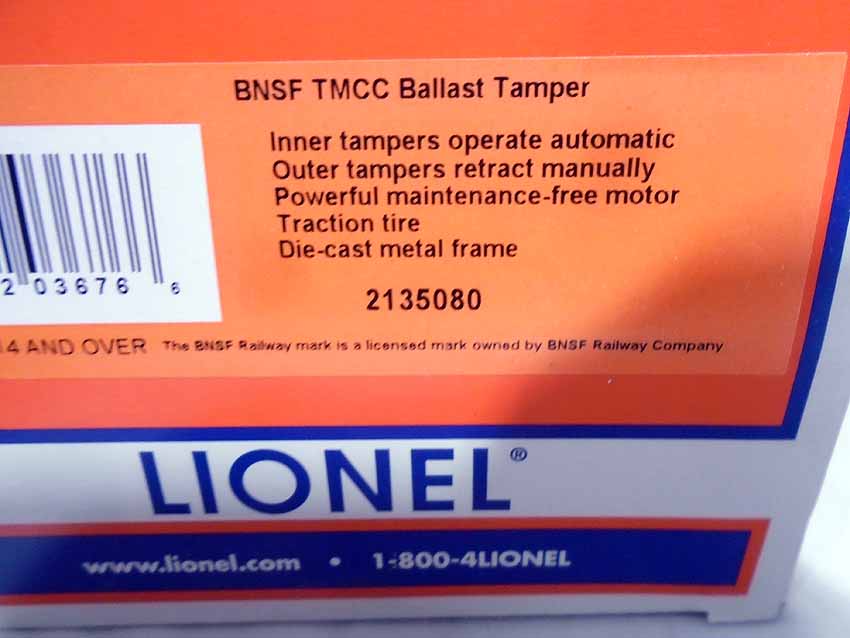 BNSF TMCC Ballast Tamper
Inner tampers operate automatic
Outer tampers retract manually
Powerful maintenance-free motor
Traction tire
Die-cast metal frame
2135080
2 03676 6
4 AND OVER The BNSF Railway mark is a licensed mark owned by BNSF Railway Company
LIONEL®
www.lionel.com • 1-800-4LIONEL